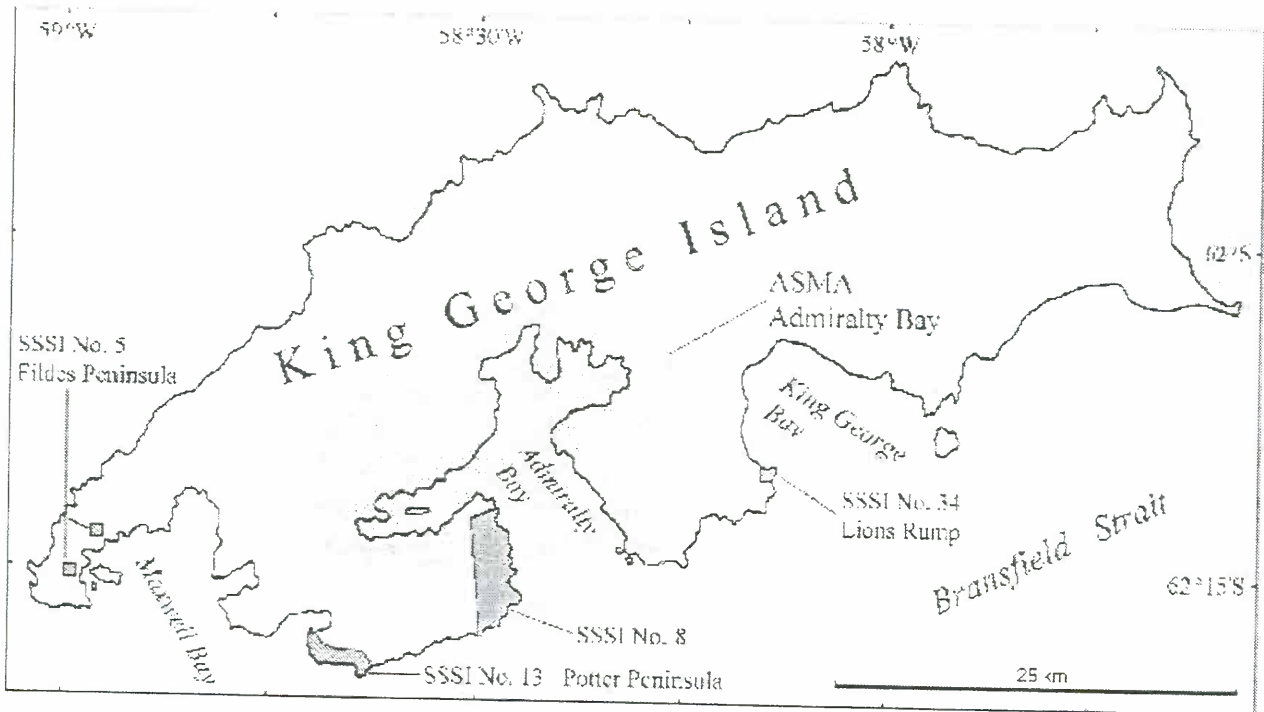 59°W
58°30'W
58°W
King George Island
62°S
ASMA
Admiralty Bay
SSSI No. 5
Fildes Peninsula
King George
Bay
Admiralty
Bay
SSSI No. 34
Lions Rump
Bransfield Strait
Maxwell Bay
62°15'S
SSSI No. 8
SSSI No. 13 Potter Peninsula
25 km